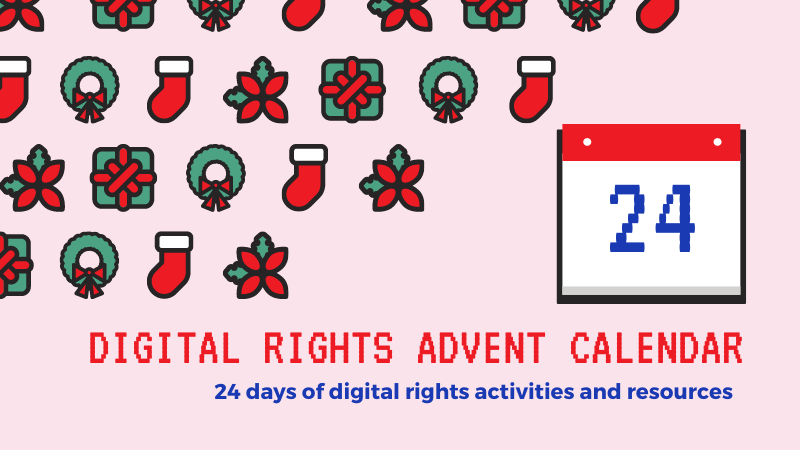 24
DIGITAL RIGHTS ADVENT CALENDAR
24 days of digital rights activities and resources